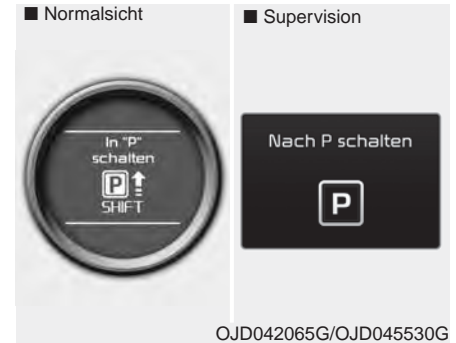 ■ Normalsicht
■ Supervision
In "P"
schalten
P
SHIFT
Nach P schalten
P
OJD042065G/OJD045530G